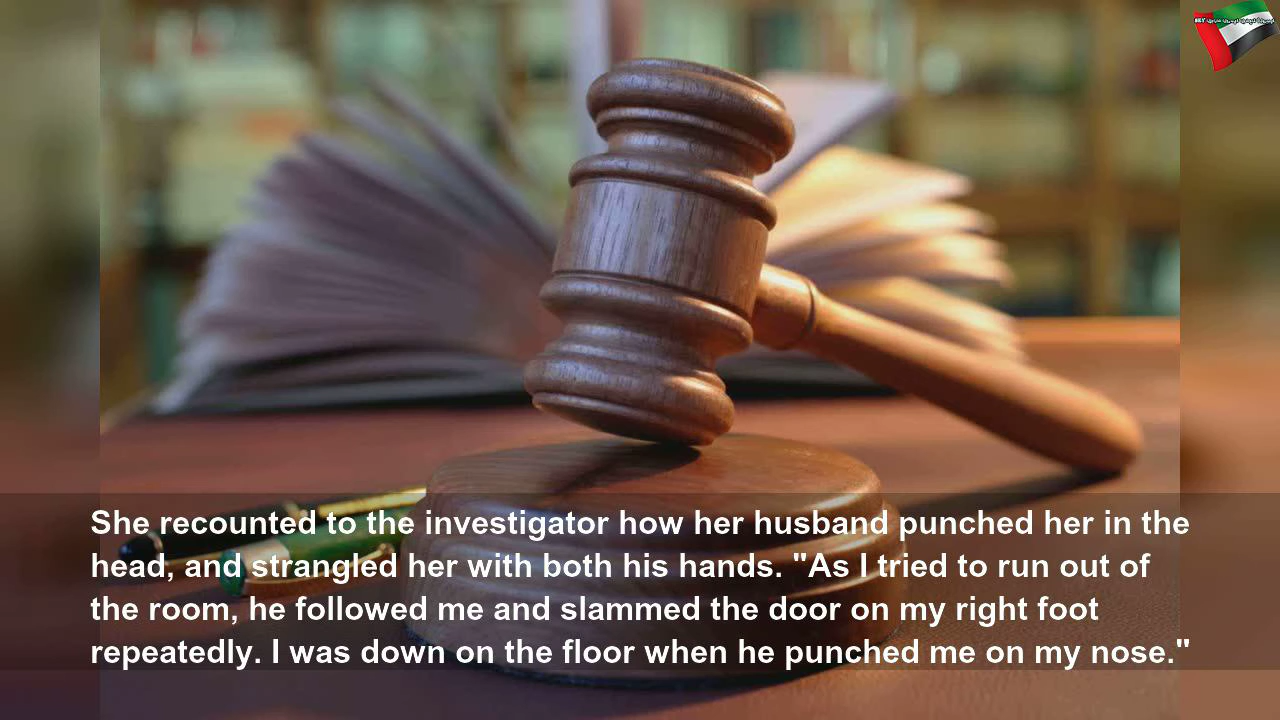 She recounted to the investigator how her husband punched her in the
head, and strangled her with both his hands. "As I tried to run out of
the room, he followed me and slammed the door on my right foot
repeatedly. I was down on the floor when he punched me on my nose."